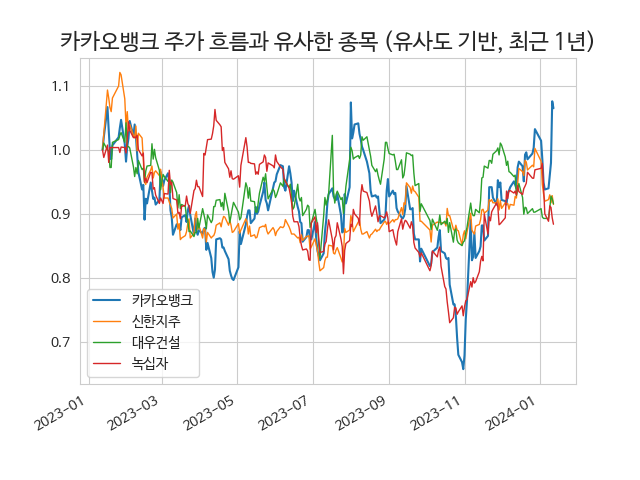 카카오뱅크 주가 흐름과 유사한 종목 (유사도 기반, 최근 1년)
1.1
1.0
0.9
0.8
0.7
카카오뱅크
신한지주
대우건설
녹십자
2023-01
2023-03
2023-05
2023-07
2023-09
2023-11
2024-01